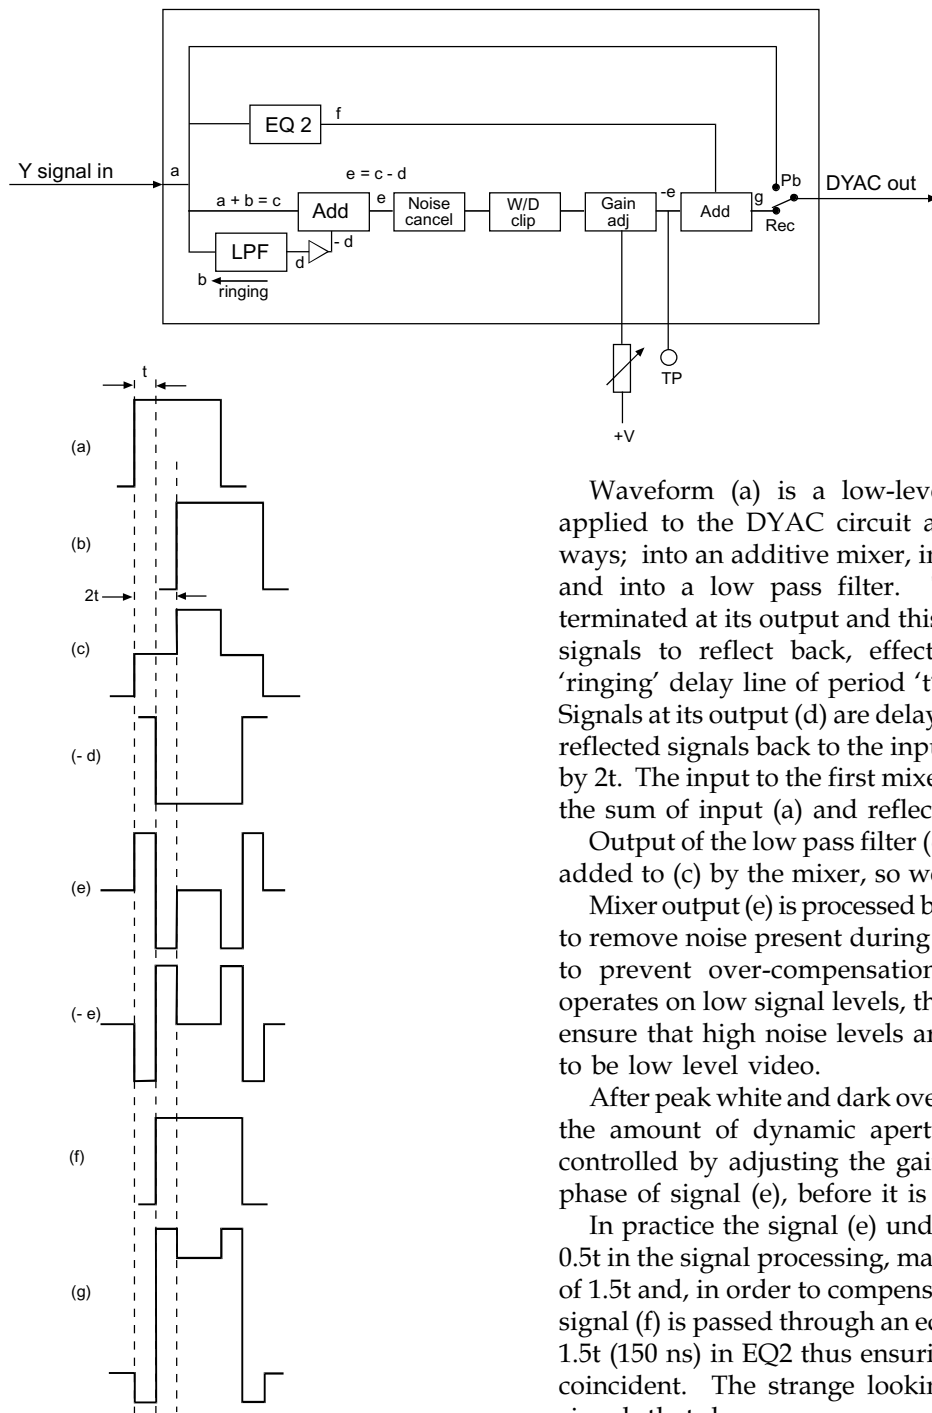 Y signal in
a
EQ 2
f
e = c - d
a + b = c
Add
e
Noise
cancel
W/D
clip
Gain
adj
-e
Add
g
Pb
Rec
DYAC out
LPF
d
- d
b
ringing
TP
+V
t
(a)
(b)
2t
(c)
(- d)
(e)
(- e)
(f)
(g)
Waveform (a) is a low-leve
applied to the DYAC circuit a
ways; into an additive mixer, in
and into a low pass filter.
terminated at its output and this
signals to reflect back, effect
'ringing' delay line of period 't'
Signals at its output (d) are delay
reflected signals back to the inpu
by 2t. The input to the first mixe
the sum of input (a) and reflec
Output of the low pass filter (
added to (c) by the mixer, so we
Mixer output (e) is processed b
to remove noise present during
to prevent over-compensation
operates on low signal levels, th
ensure that high noise levels ar
to be low level video.
After peak white and dark ove
the amount of dynamic apert
controlled by adjusting the gai
phase of signal (e), before it is
In practice the signal (e) und
0.5t in the signal processing, ma
of 1.5t and, in order to compens
signal (f) is passed through an ec
1.5t (150 ns) in EQ2 thus ensuri
coincident. The strange lookin